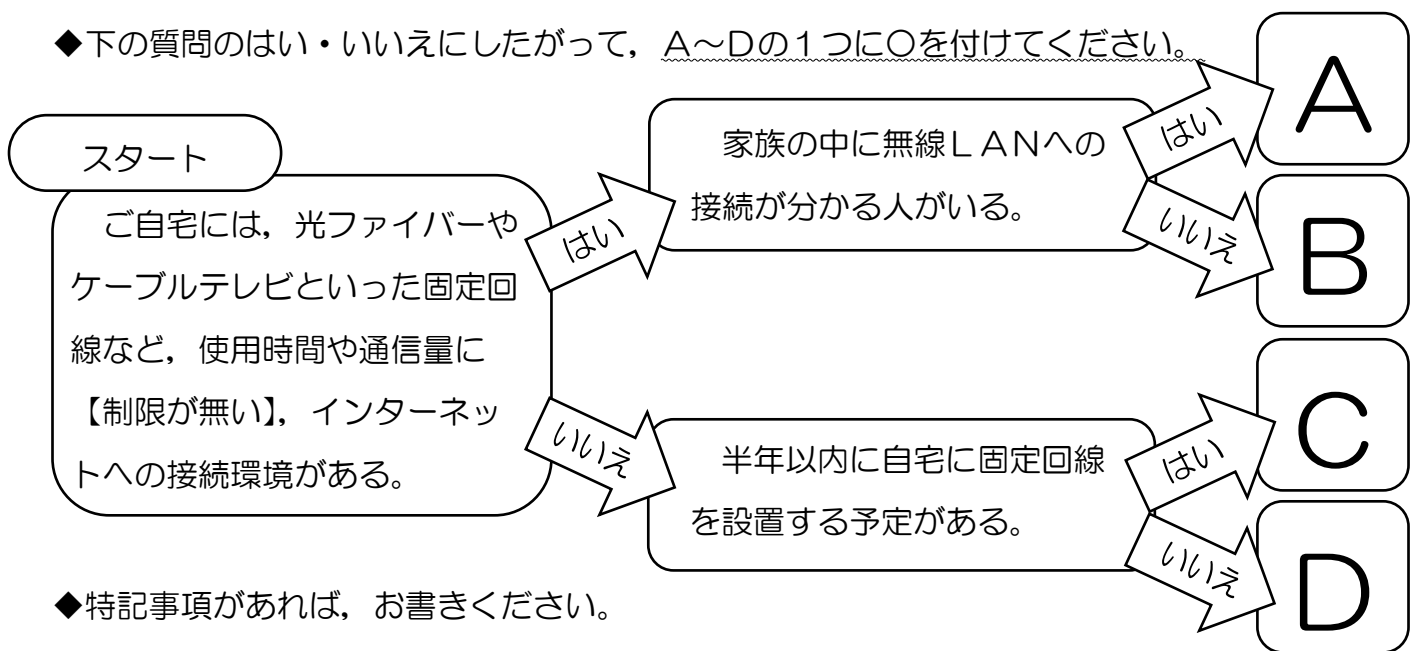 ◆下の質問のはい・いいえにしたがって，A～Dの1つに○を付けてください。
スタート
ご自宅には，光ファイバーや
ケーブルテレビといった固定回
線など，使用時間や通信量に
【制限が無い】，インターネッ
トへの接続環境がある。
はい
家族の中に無線LANへの
接続が分かる人がいる。
はい
A
いいえ
B
いいえ
半年以内に自宅に固定回線
を設置する予定がある。
はい
C
いいえ
D
◆特記事項があれば，お書きください。